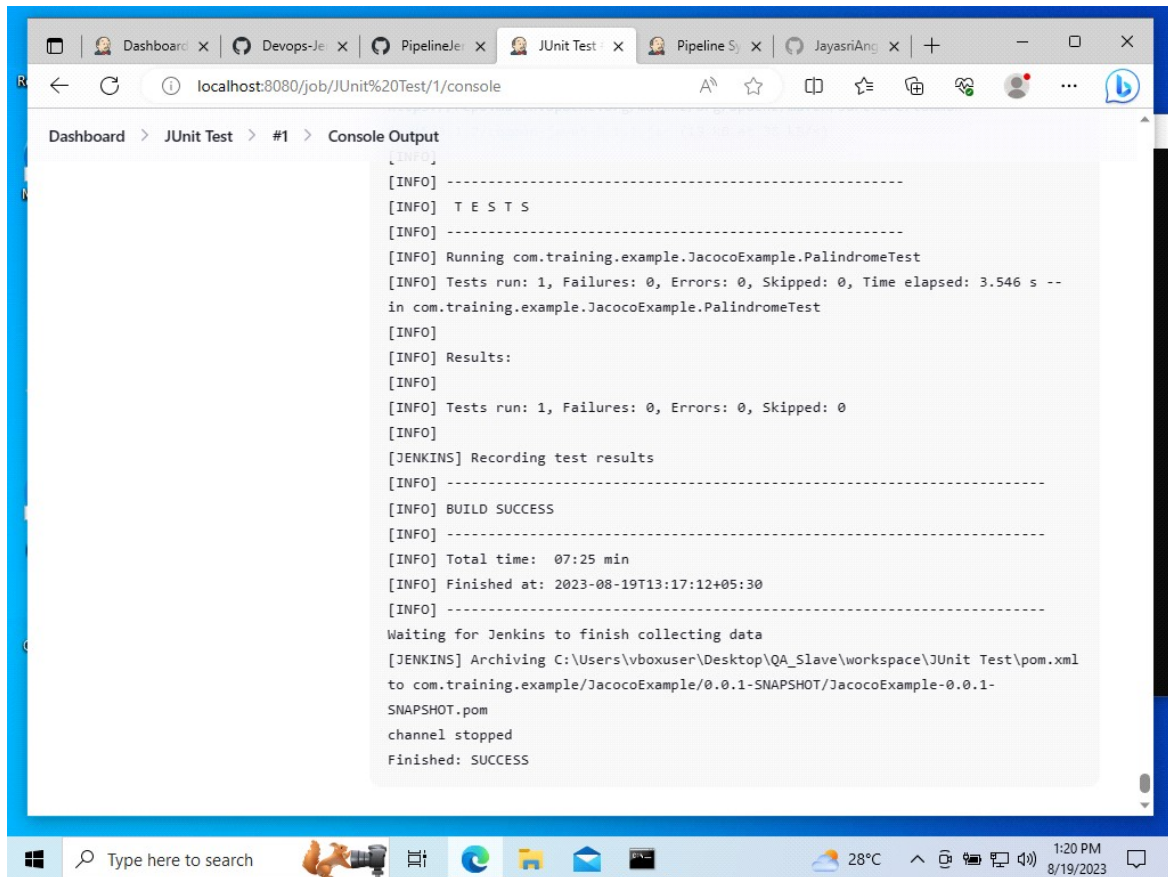 Dashboard
Devops-Je
PipelineJer
JUnit Test
Pipeline Sy
JayasriAng
localhost:8080/job/JUnit%20Test/1/console
Dashboard > JUnit Test > #1 > Console Output
[INFO]
[INFO] --------------------------------------------------------
[INFO]  T E S T S
[INFO] --------------------------------------------------------
[INFO] Running com.training.example.JacocoExample.PalindromeTest
[INFO] Tests run: 1, Failures: 0, Errors: 0, Skipped: 0, Time elapsed: 3.546 s --
in com.training.example.JacocoExample.PalindromeTest
[INFO]
[INFO] Results:
[INFO]
[INFO] Tests run: 1, Failures: 0, Errors: 0, Skipped: 0
[INFO]
[JENKINS] Recording test results
[INFO] ------------------------------------------------------------------------
[INFO] BUILD SUCCESS
[INFO] ------------------------------------------------------------------------
[INFO] Total time:  07:25 min
[INFO] Finished at: 2023-08-19T13:17:12+05:30
[INFO] ------------------------------------------------------------------------
Waiting for Jenkins to finish collecting data
[JENKINS] Archiving C:\Users\vboxuser\Desktop\QA_Slave\workspace\JUnit Test\pom.xml
to com.training.example/JacocoExample/0.0.1-SNAPSHOT/JacocoExample-0.0.1-
SNAPSHOT.pom
channel stopped
Finished: SUCCESS
Type here to search
28°C
1:20 PM
8/19/2023